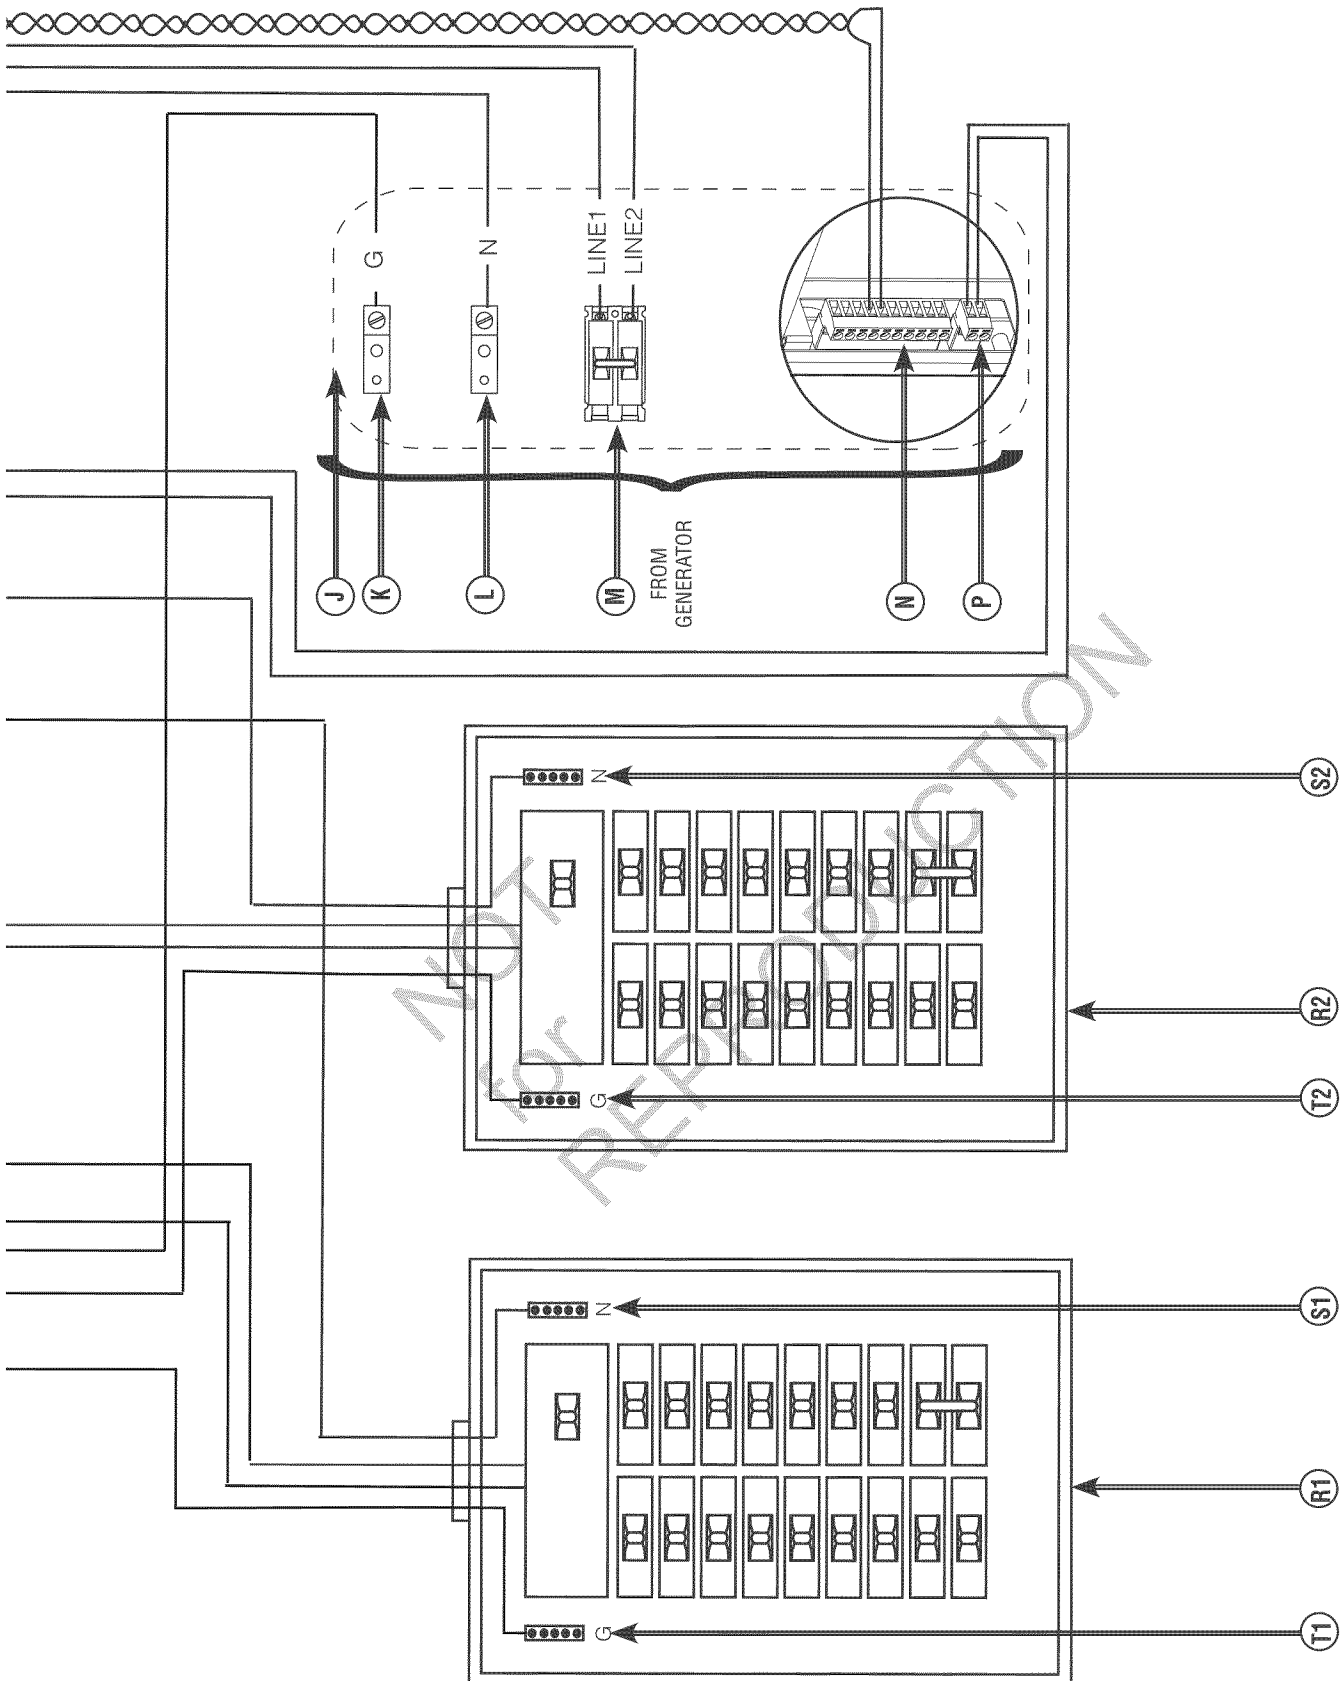 G
N
LINE1
LINE2
J
K
L
M
N
P
FROM
GENERATOR
N
S2
R2
G
T2
N
S1
R1
G
T1
NOT
for
REPRODUCTION